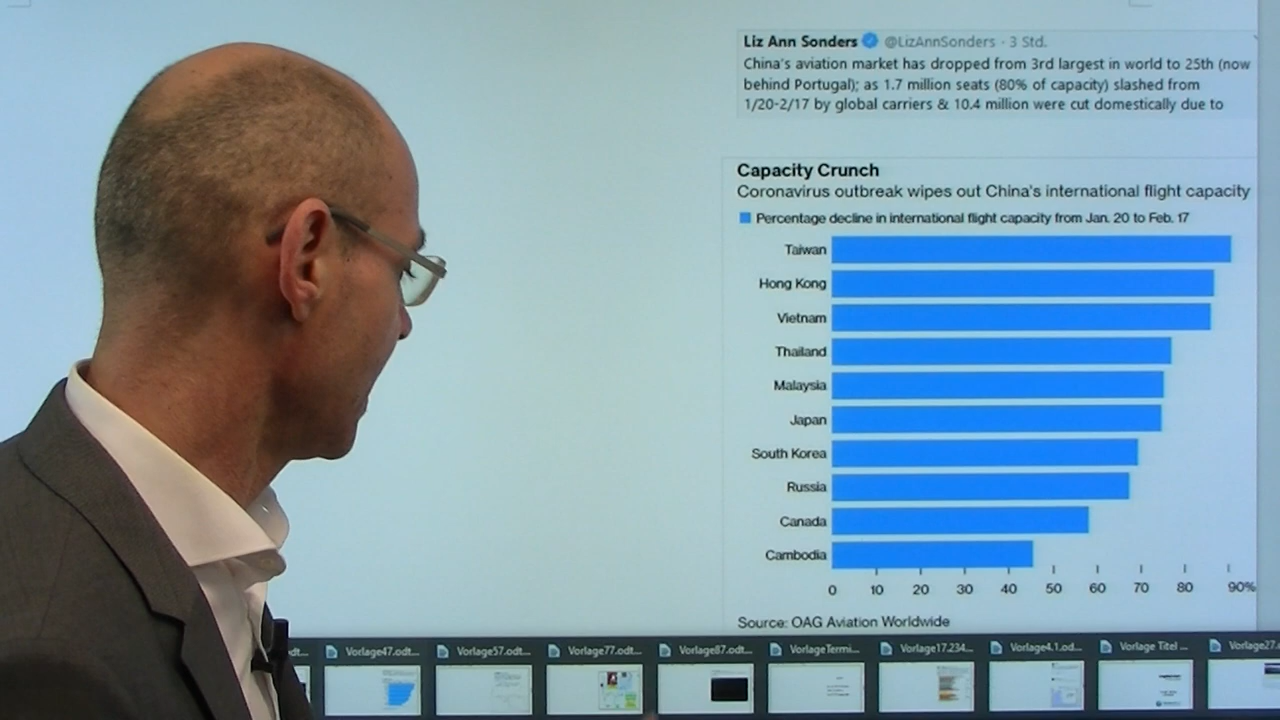 Liz Ann Sonders @LizAnnSonders · 3 Std.
China's aviation market has dropped from 3rd largest in world to 25th (now
behind Portugal); as 1.7 million seats (80% of capacity) slashed from
1/20-2/17 by global carriers & 10.4 million were cut domestically due to
Capacity Crunch
Coronavirus outbreak wipes out China's international flight capacity
Percentage decline in international flight capacity from Jan. 20 to Feb. 17
Taiwan
Hong Kong
Vietnam
Thailand
Malaysia
Japan
South Korea
Russia
Canada
Cambodia
0 10 20 30 40 50 60 70 80 90%
Source: OAG Aviation Worldwide
odt... Vorlage47.odt... Vorlage57.odt... Vorlage77.odt... Vorlage87.odt... VorlageTermi... Vorlage17.234... Vorlage4.1.od... Vorlage Titel ... Vorlage27.